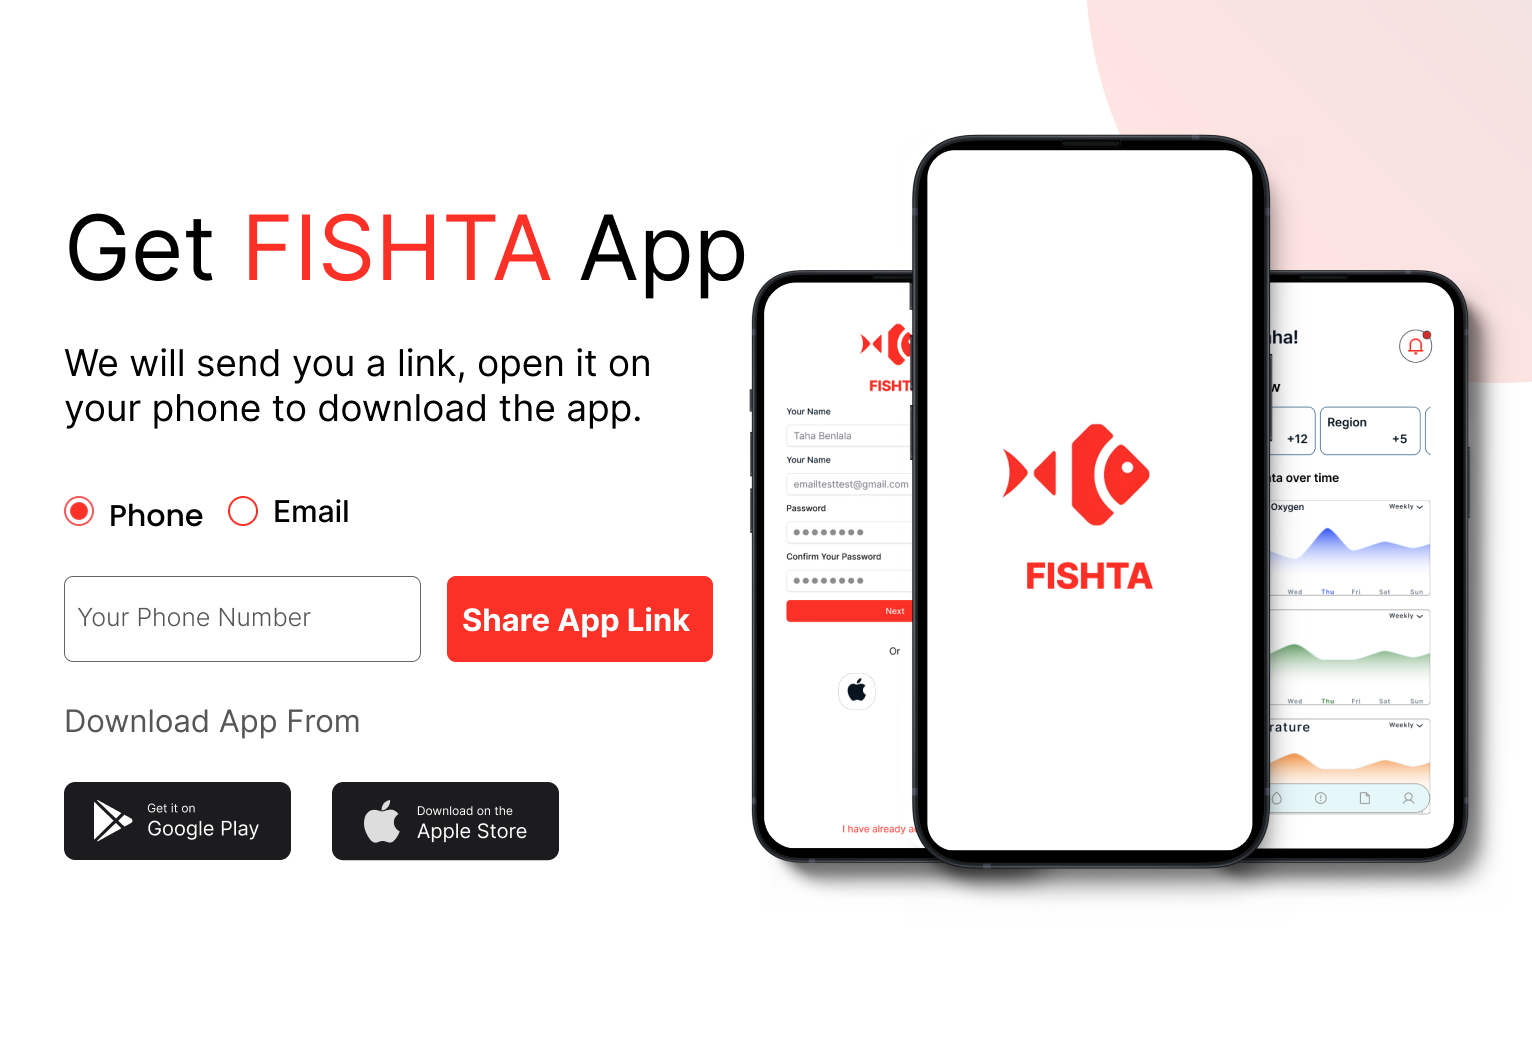 Get FISHTA App
We will send you a link, open it on
your phone to download the app.
Phone
Email
Your Phone Number
Share App Link
Download App From
Get it on
Google Play
Download on the
Apple Store
FISHT
Your Name
Taha Benlala
Your Name
emailtesttest@gmail.com
Password
Confirm Your Password
Next
Or
I have already a
FISHTA
ha!
w
+12
Region
+5
ta over time
Oxygen
Weekly
Wed Thu Fri Sat Sun
Weekly
Wed Thu Fri Sat Sun
rature
Weekly